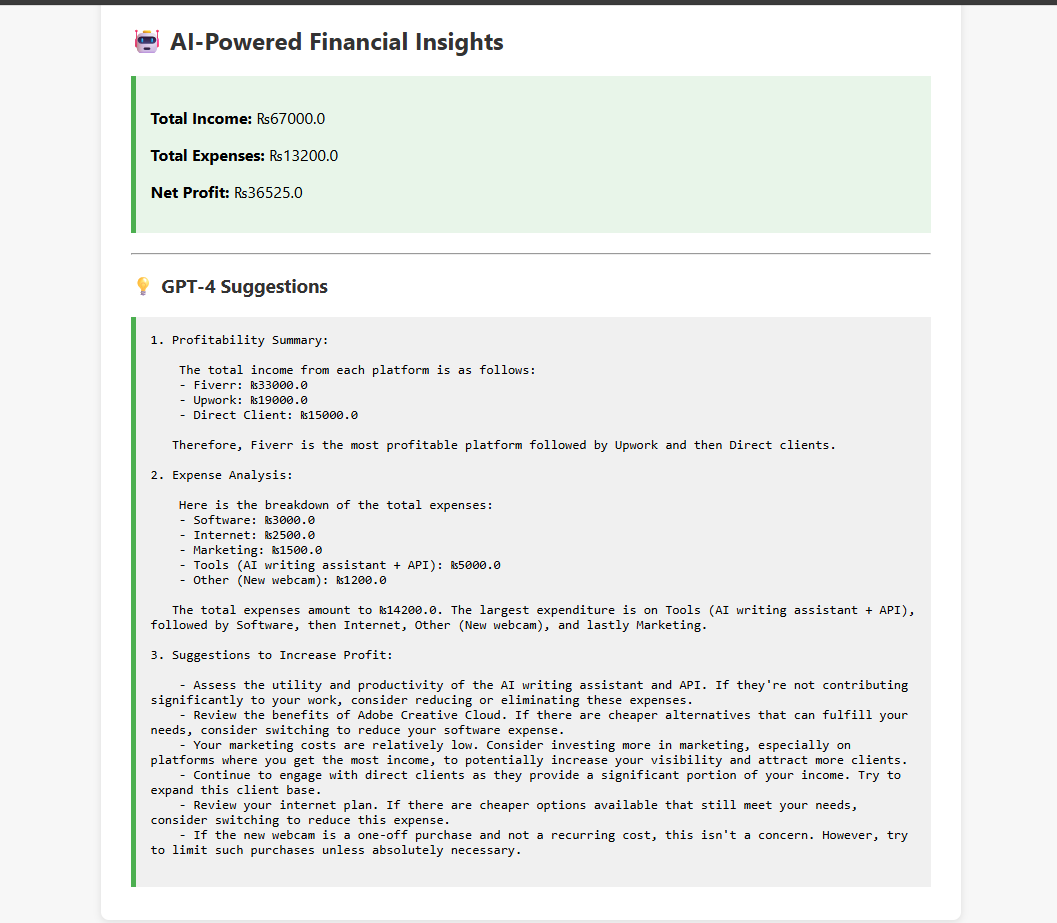 🤖 AI-Powered Financial Insights
Total Income: ₨67000.0
Total Expenses: ₨13200.0
Net Profit: ₨36525.0
💡 GPT-4 Suggestions
1. Profitability Summary:
The total income from each platform is as follows:
- Fiverr: ₨33000.0
- Upwork: ₨19000.0
- Direct Client: ₨15000.0
Therefore, Fiverr is the most profitable platform followed by Upwork and then Direct clients.
2. Expense Analysis:
Here is the breakdown of the total expenses:
- Software: ₨3000.0
- Internet: ₨2500.0
- Marketing: ₨1500.0
- Tools (AI writing assistant + API): ₨5000.0
- Other (New webcam): ₨1200.0
The total expenses amount to ₨14200.0. The largest expenditure is on Tools (AI writing assistant + API),
followed by Software, then Internet, Other (New webcam), and lastly Marketing.
3. Suggestions to Increase Profit:
- Assess the utility and productivity of the AI writing assistant and API. If they're not contributing
significantly to your work, consider reducing or eliminating these expenses.
- Review the benefits of Adobe Creative Cloud. If there are cheaper alternatives that can fulfill your
needs, consider switching to reduce your software expense.
- Your marketing costs are relatively low. Consider investing more in marketing, especially on
platforms where you get the most income, to potentially increase your visibility and attract more clients.
- Continue to engage with direct clients as they provide a significant portion of your income. Try to
expand this client base.
- Review your internet plan. If there are cheaper options available that still meet your needs,
consider switching to reduce this expense.
- If the new webcam is a one-off purchase and not a recurring cost, this isn't a concern. However, try
to limit such purchases unless absolutely necessary.